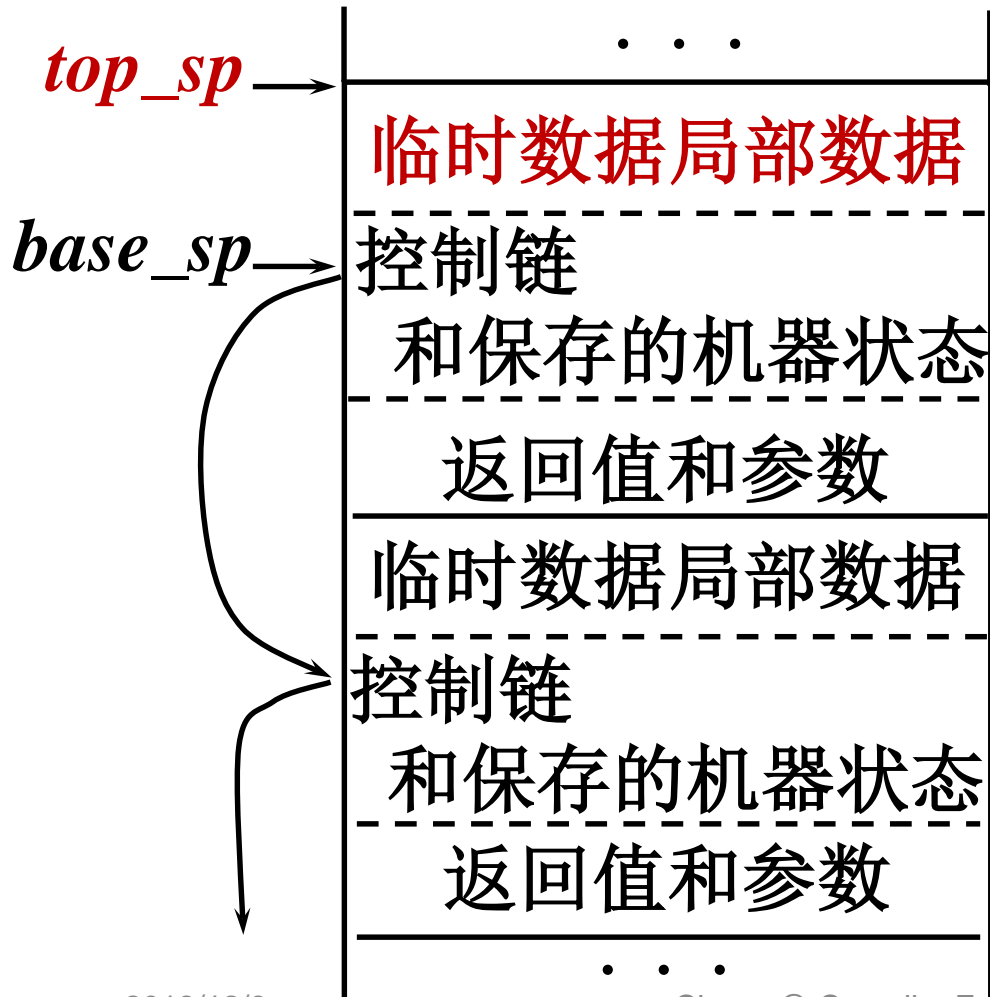 . . .
top_sp
临时数据局部数据
base_sp
控制链
和保存的机器状态
返回值和参数
临时数据局部数据
控制链
和保存的机器状态
返回值和参数
. . .